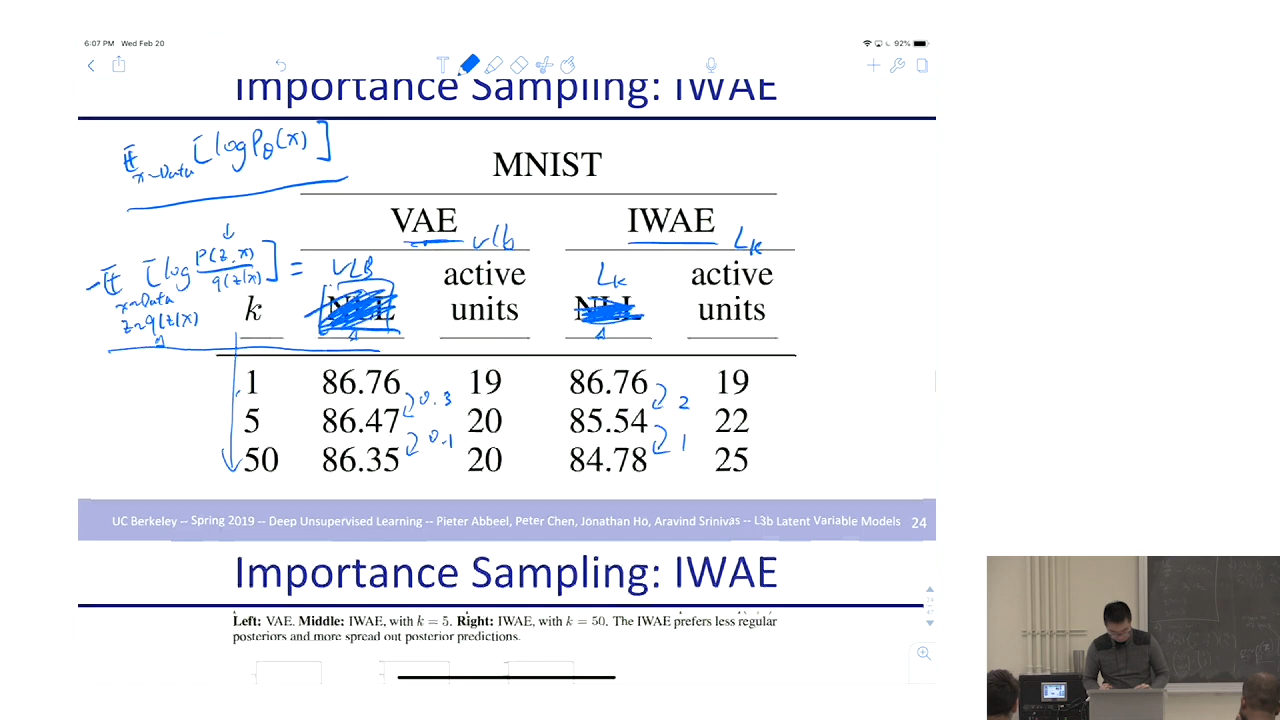 6:07 PM Wed Feb 20
92%
Importance Sampling: IWAE
𝔼 x~Data [log Pθ(x)]
MNIST
VAE IWAE
vlb Lk
-𝔼 x~Data z~q(z|x) [log P(z,x) / q(z|x)] = VLB
Lk
active active
k units units
1 86.76 19 86.76 19
0.3 2
5 86.47 20 85.54 22
0.1 1
50 86.35 20 84.78 25
UC Berkeley -- Spring 2019 -- Deep Unsupervised Learning -- Pieter Abbeel, Peter Chen, Jonathan Ho, Aravind Srinivas -- L3b Latent Variable Models 24
Importance Sampling: IWAE
Left: VAE. Middle: IWAE, with k = 5. Right: IWAE, with k = 50. The IWAE prefers less regular
posteriors and more spread out posterior predictions.